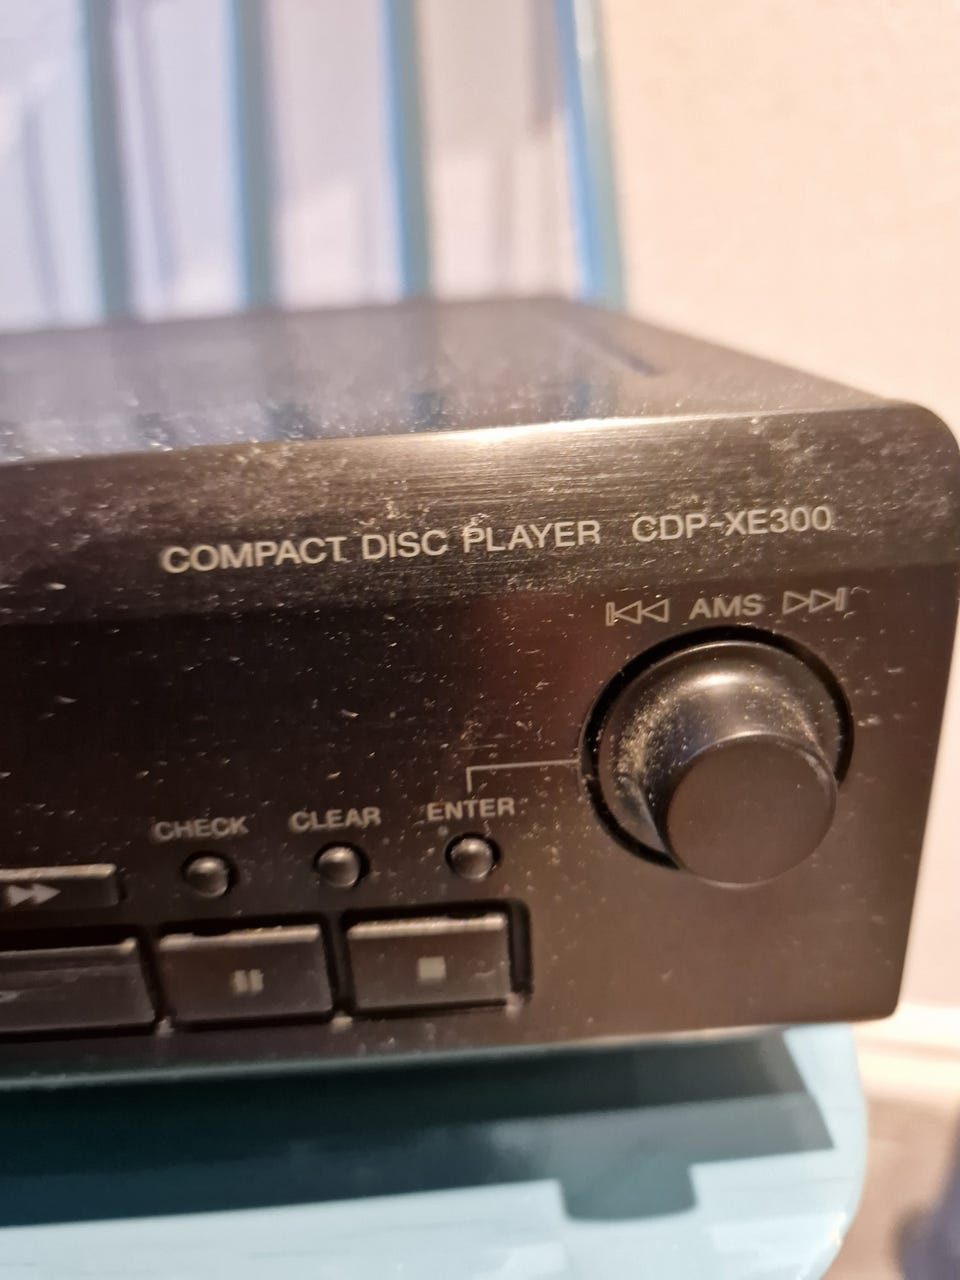 COMPACT DISC PLAYER CDP-XE300
AMS
CHECK CLEAR ENTER